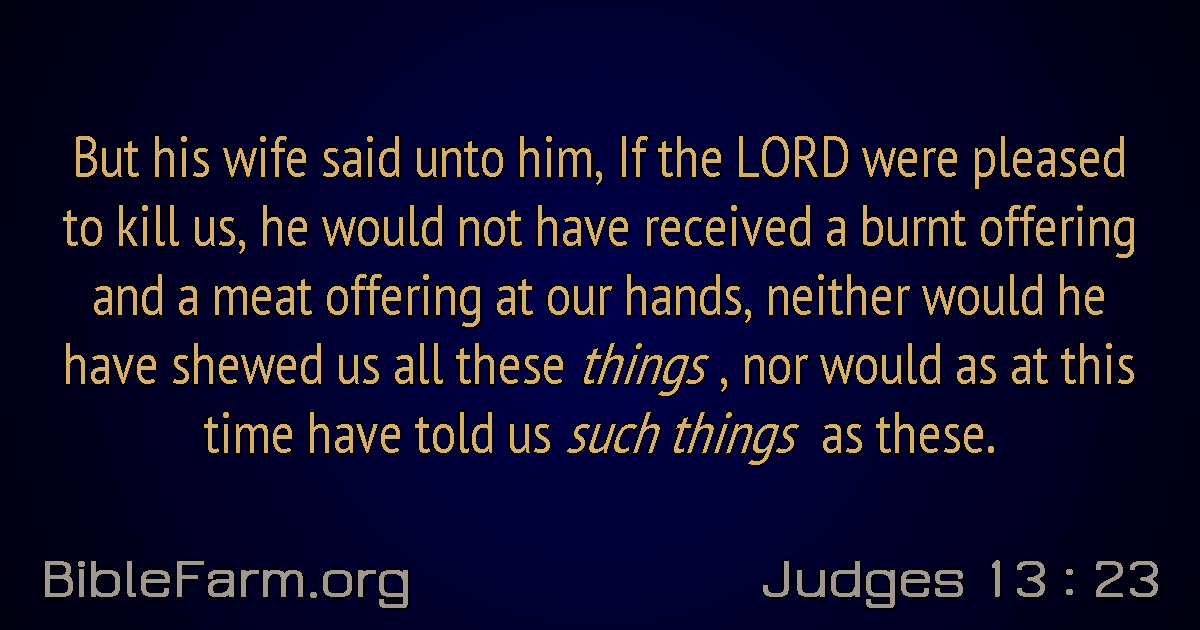 But his wife said unto him, If the LORD were pleased
to kill us, he would not have received a burnt offering
and a meat offering at our hands, neither would he
have shewed us all these things , nor would as at this
time have told us such things as these.
BibleFarm.org
Judges 13 : 23